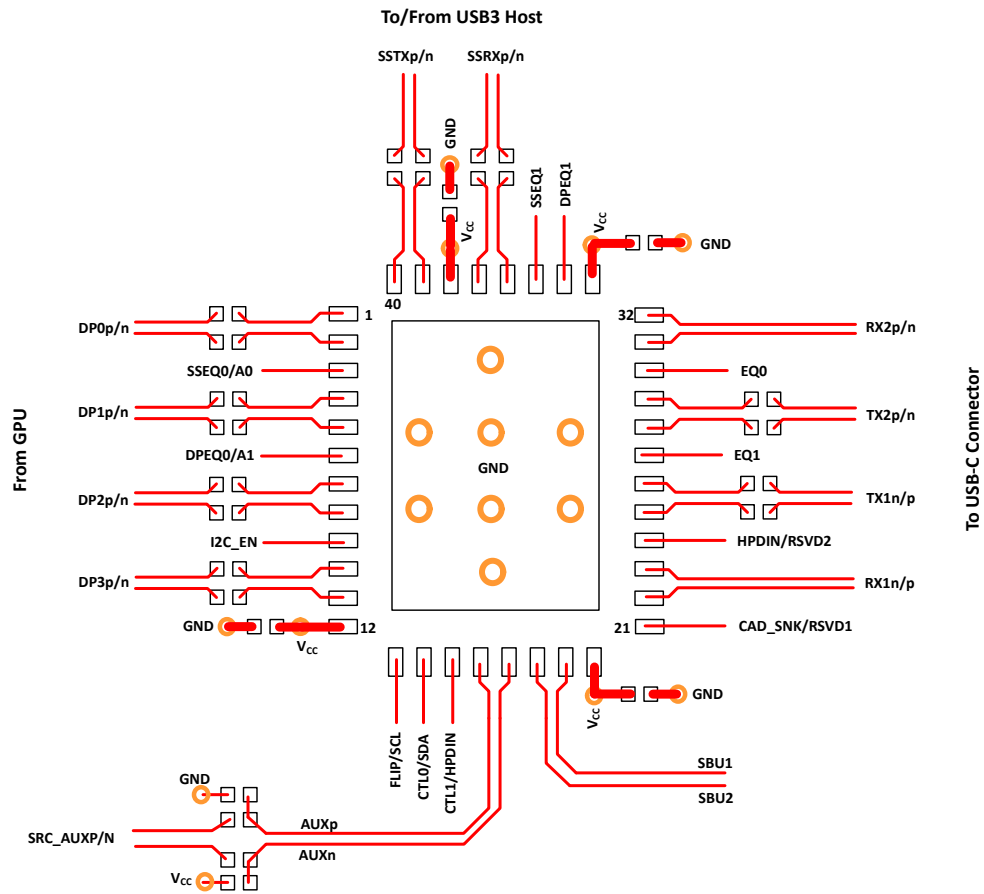 To/From USB3 Host
SSTXp/n
SSRXp/n
GND
SSEQ1
DPEQ1
VCC
VCC
GND
40
1
32
DP0p/n
RX2p/n
SSEQ0/A0
EQ0
DP1p/n
TX2p/n
From GPU
DPEQ0/A1
GND
EQ1
To USB-C Connector
DP2p/n
TX1n/p
I2C_EN
HPDIN/RSVD2
DP3p/n
RX1n/p
GND
12
21
CAD_SNK/RSVD1
VCC
GND
VCC
FLIP/SCL
CTL0/SDA
CTL1/HPDIN
SBU1
SBU2
GND
AUXp
SRC_AUXP/N
AUXn
VCC